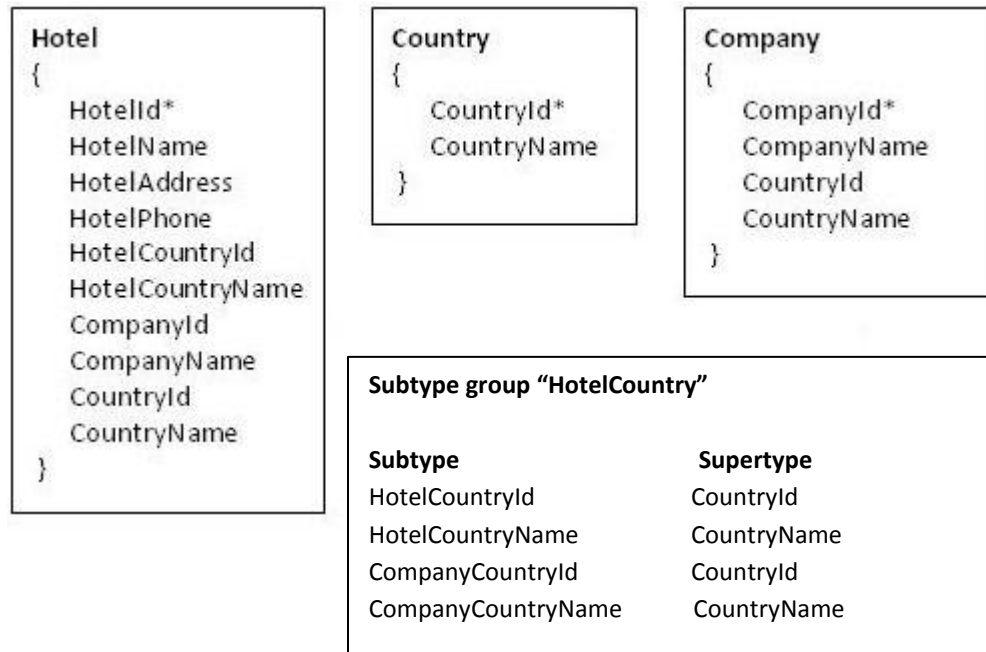 Hotel
{
HotelId*
HotelName
HotelAddress
HotelPhone
HotelCountryId
HotelCountryName
CompanyId
CompanyName
CountryId
CountryName
}
Country
{
CountryId*
CountryName
}
Company
{
CompanyId*
CompanyName
CountryId
CountryName
}
Subtype group “HotelCountry”
Subtype Supertype
HotelCountryId CountryId
HotelCountryName CountryName
CompanyCountryId CountryId
CompanyCountryName CountryName